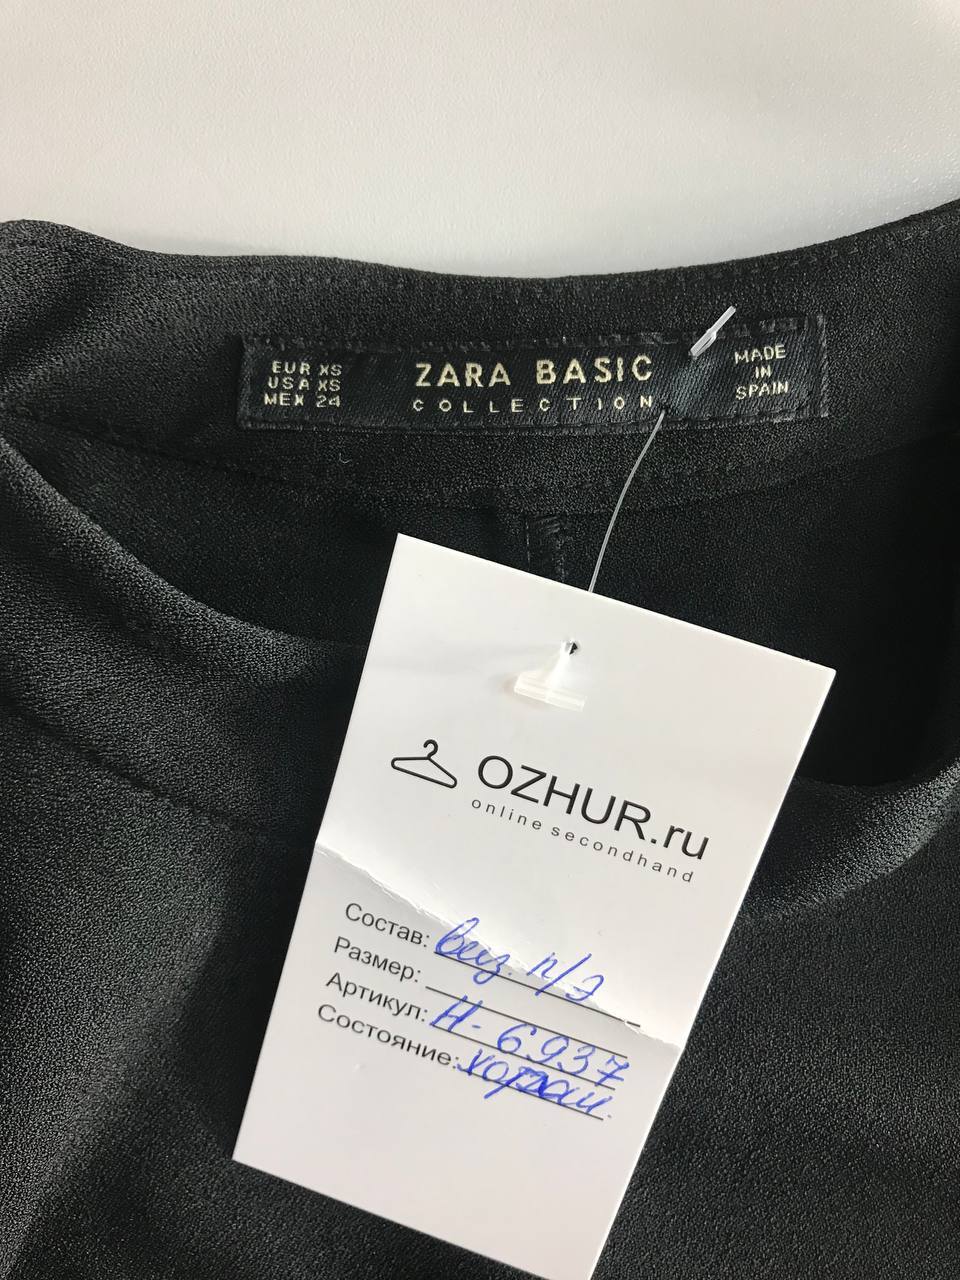 EUR XS
USA XS
MEX 24
ZARA BASIC
COLLECTION
MADE
IN
SPAIN
OZHUR.ru
online secondhand
Состав: виз. п/э
Размер:
Артикул: Н-6937
Состояние: хорош.